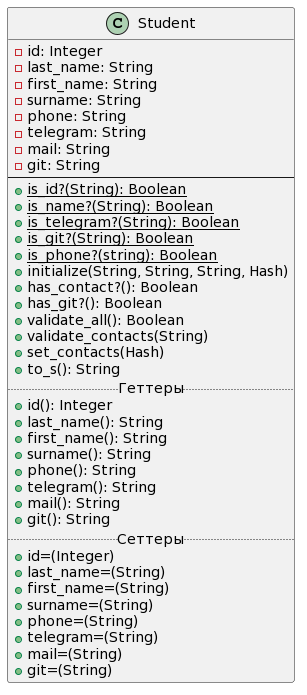 C Student
id: Integer
last_name: String
first_name: String
surname: String
phone: String
telegram: String
mail: String
git: String
is_id?(String): Boolean
is_name?(String): Boolean
is_telegram?(String): Boolean
is_git?(String): Boolean
is_phone?(string): Boolean
initialize(String, String, String, Hash)
has_contact?(): Boolean
has_git?(): Boolean
validate_all(): Boolean
validate_contacts(String)
set_contacts(Hash)
to_s(): String
Геттеры
id(): Integer
last_name(): String
first_name(): String
surname(): String
phone(): String
telegram(): String
mail(): String
git(): String
Сеттеры
id=(Integer)
last_name=(String)
first_name=(String)
surname=(String)
phone=(String)
telegram=(String)
mail=(String)
git=(String)